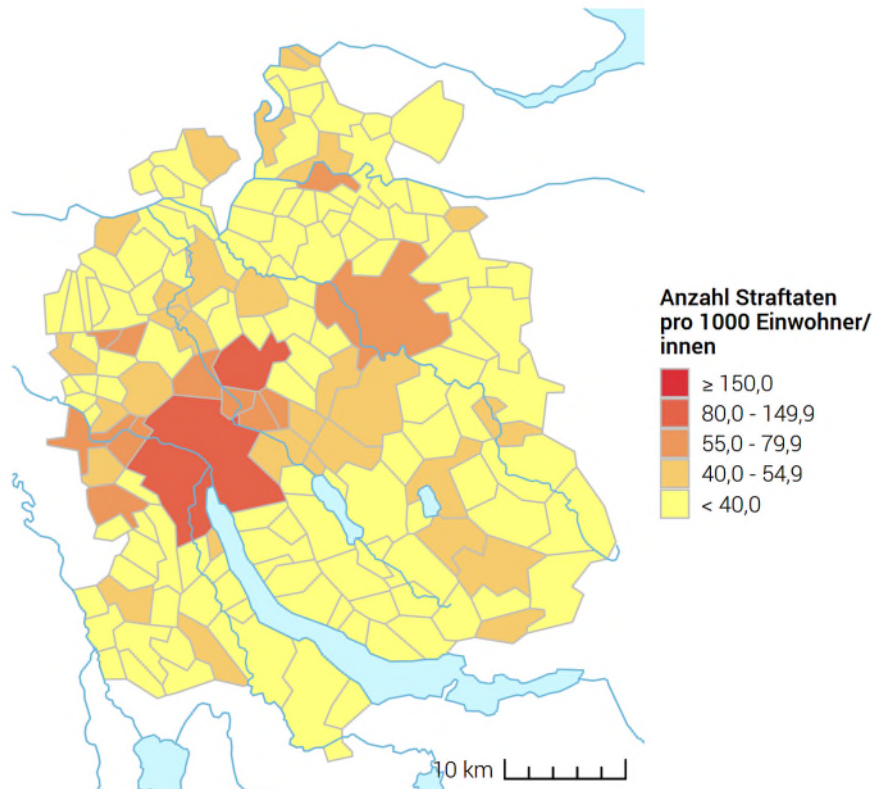 Anzahl Straftaten
pro 1000 Einwohner/
innen
≥ 150,0
80,0 - 149,9
55,0 - 79,9
40,0 - 54,9
< 40,0
10 km